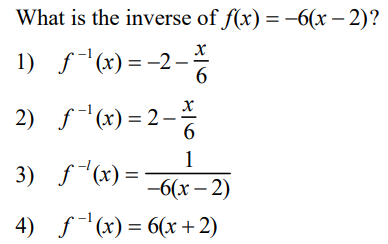 What is the inverse of f(x) = −6(x − 2)?
1) f⁻¹(x) = −2 − x/6
2) f⁻¹(x) = 2 − x/6
3) f⁻ˡ(x) = 1/(−6(x − 2))
4) f⁻¹(x) = 6(x + 2)